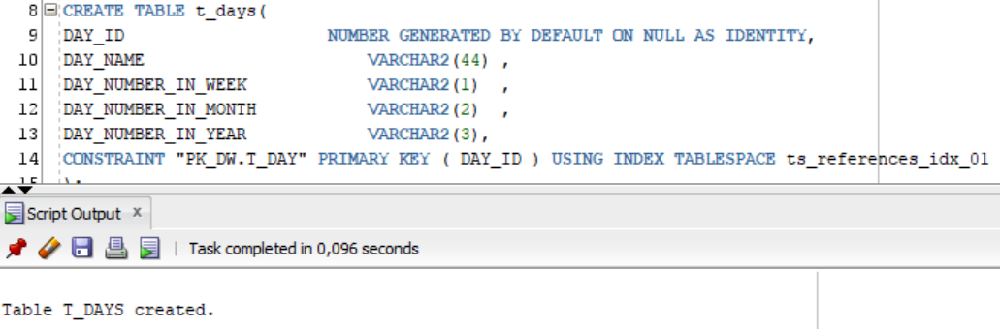 8 CREATE TABLE t_days(
9 DAY_ID NUMBER GENERATED BY DEFAULT ON NULL AS IDENTITY,
10 DAY_NAME VARCHAR2(44) ,
11 DAY_NUMBER_IN_WEEK VARCHAR2(1) ,
12 DAY_NUMBER_IN_MONTH VARCHAR2(2) ,
13 DAY_NUMBER_IN_YEAR VARCHAR2(3),
14 CONSTRAINT "PK_DW.T_DAY" PRIMARY KEY ( DAY_ID ) USING INDEX TABLESPACE ts_references_idx_01
15 );
Script Output x
| Task completed in 0,096 seconds
Table T_DAYS created.